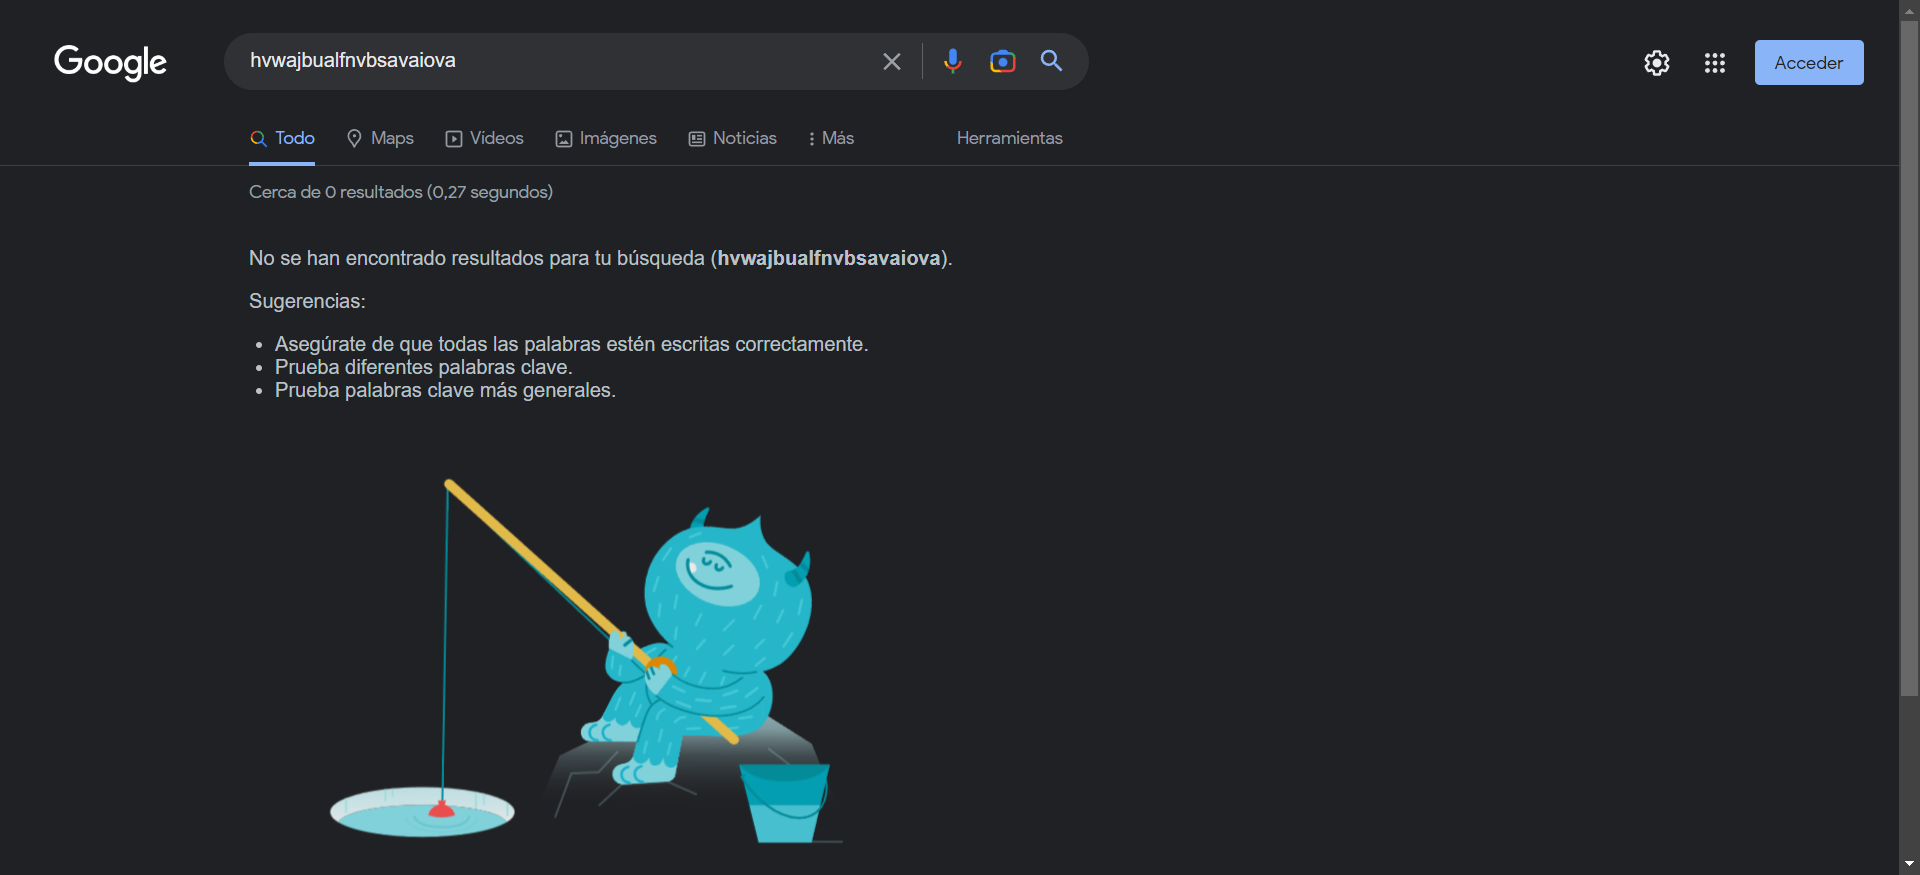 Google
hvwajbualfnvbsavaiova
Acceder
Todo Maps Vídeos Imágenes Noticias Más Herramientas
Cerca de 0 resultados (0,27 segundos)
No se han encontrado resultados para tu búsqueda (hvwajbualfnvbsavaiova).
Sugerencias:
• Asegúrate de que todas las palabras estén escritas correctamente.
• Prueba diferentes palabras clave.
• Prueba palabras clave más generales.